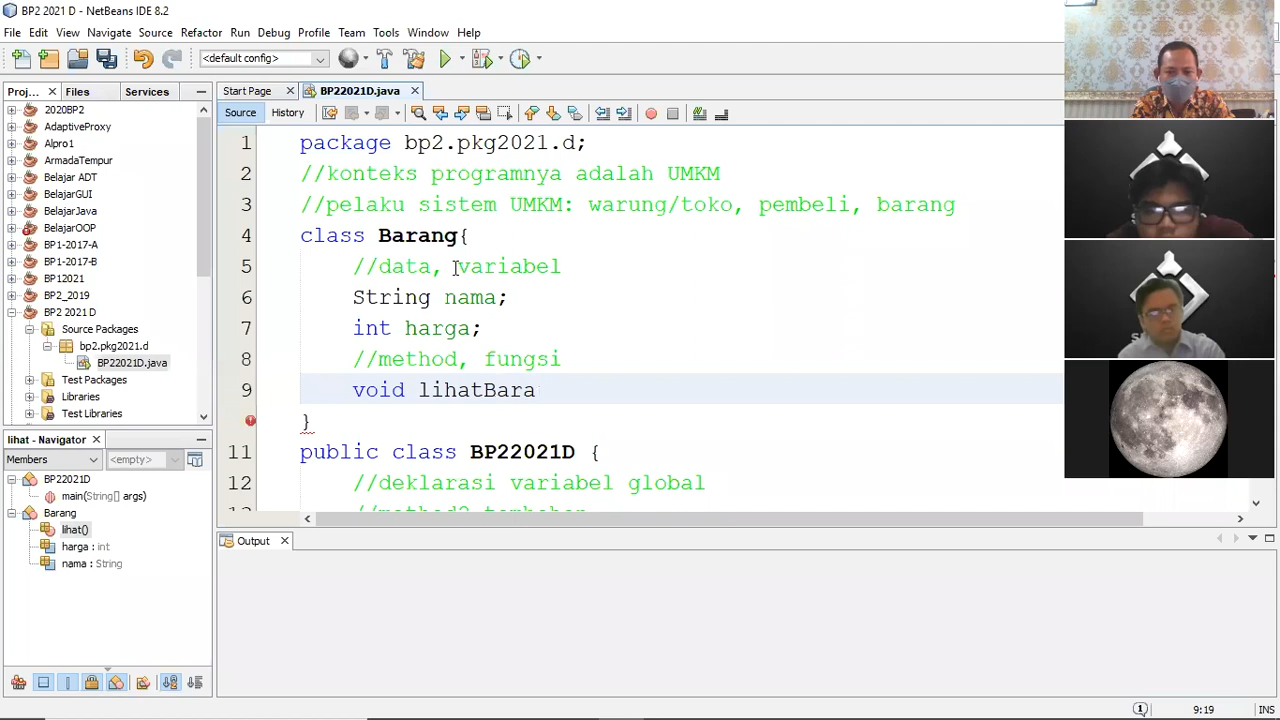 BP2 2021 D - NetBeans IDE 8.2
File Edit View Navigate Source Refactor Run Debug Profile Team Tools Window Help
<default config>
Proj... Files Services
Start Page BP22021D.java
Source History
2020BP2
AdaptiveProxy
Alpro1
ArmadaTempur
Belajar ADT
BelajarGUI
BelajarJava
BelajarOOP
BP1-2017-A
BP1-2017-B
BP12021
BP2_2019
BP2 2021 D
Source Packages
bp2.pkg2021.d
BP22021D.java
Test Packages
Libraries
Test Libraries
1 package bp2.pkg2021.d;
2 //konteks programnya adalah UMKM
3 //pelaku sistem UMKM: warung/toko, pembeli, barang
4 class Barang{
5 //data, variabel
6 String nama;
7 int harga;
8 //method, fungsi
9 void lihatBara
}
11 public class BP22021D {
12 //deklarasi variabel global
lihat - Navigator
Members <empty>
BP22021D
main(String[] args)
Barang
lihat()
harga : int
nama : String
Output
1
9:19 INS